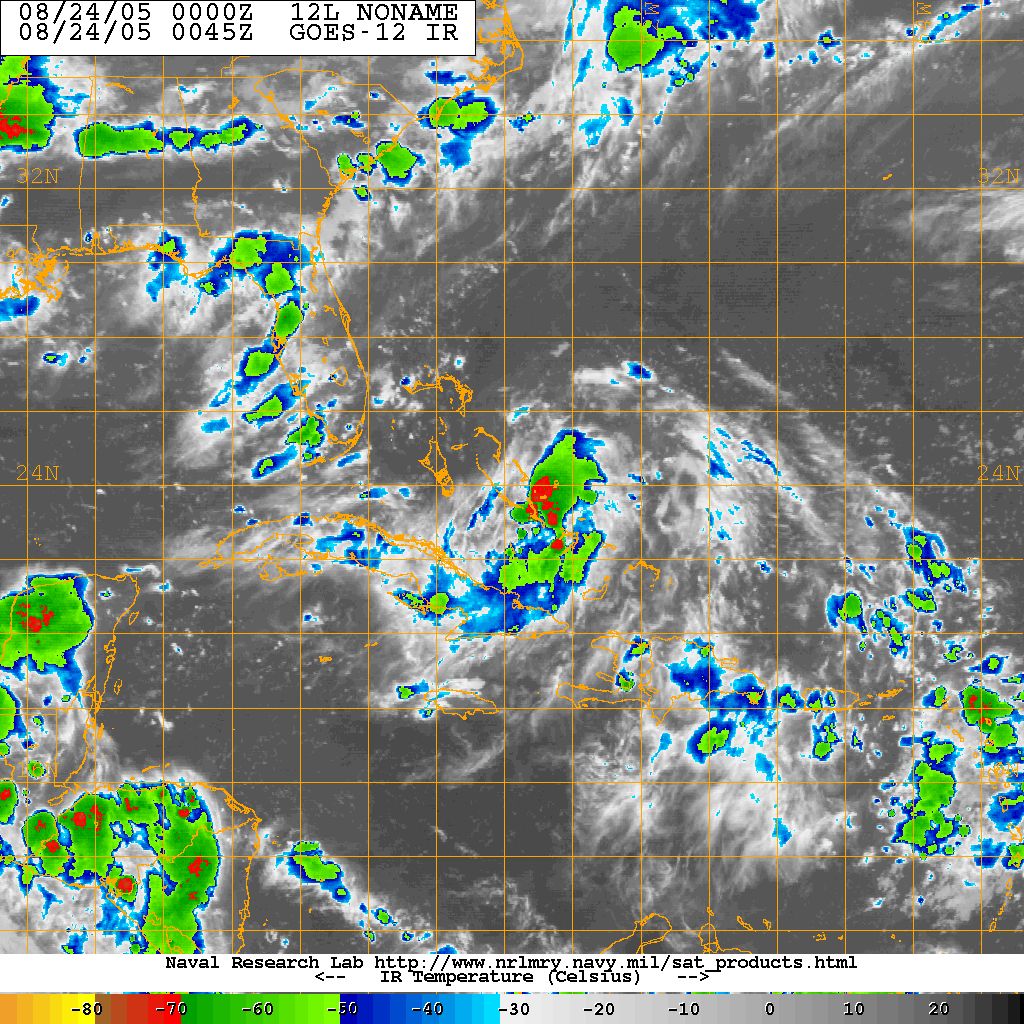 08/24/05 0000Z 12L NONAME
08/24/05 0045Z GOES-12 IR
32N 32N
24N 24N
Naval Research Lab http://www.nrlmry.navy.mil/sat_products.html
<-- IR Temperature (Celsius) -->
-80 -70 -60 -50 -40 -30 -20 -10 0 10 20